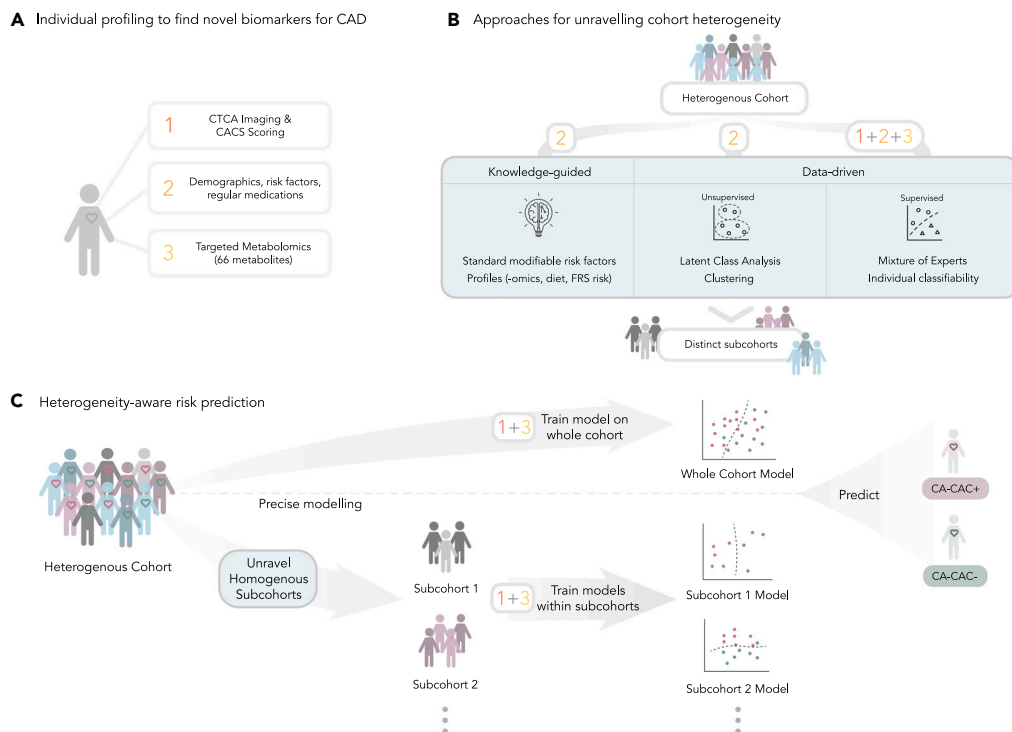 A Individual profiling to find novel biomarkers for CAD
1 CTCA Imaging &
CACS Scoring
2 Demographics, risk factors,
regular medications
3 Targeted Metabolomics
(66 metabolites)
B Approaches for unravelling cohort heterogeneity
Heterogenous Cohort
2 2 1+2+3
Knowledge-guided Data-driven
Unsupervised Supervised
Standard modifiable risk factors
Profiles (-omics, diet, FRS risk)
Latent Class Analysis
Clustering
Mixture of Experts
Individual classifiability
Distinct subcohorts
C Heterogeneity-aware risk prediction
Heterogenous Cohort
1+3 Train model on
whole cohort
Whole Cohort Model
Precise modelling
Unravel
Homogenous
Subcohorts
Subcohort 1
Subcohort 2
1+3 Train models
within subcohorts
Subcohort 1 Model
Subcohort 2 Model
Predict
CA-CAC+
CA-CAC-